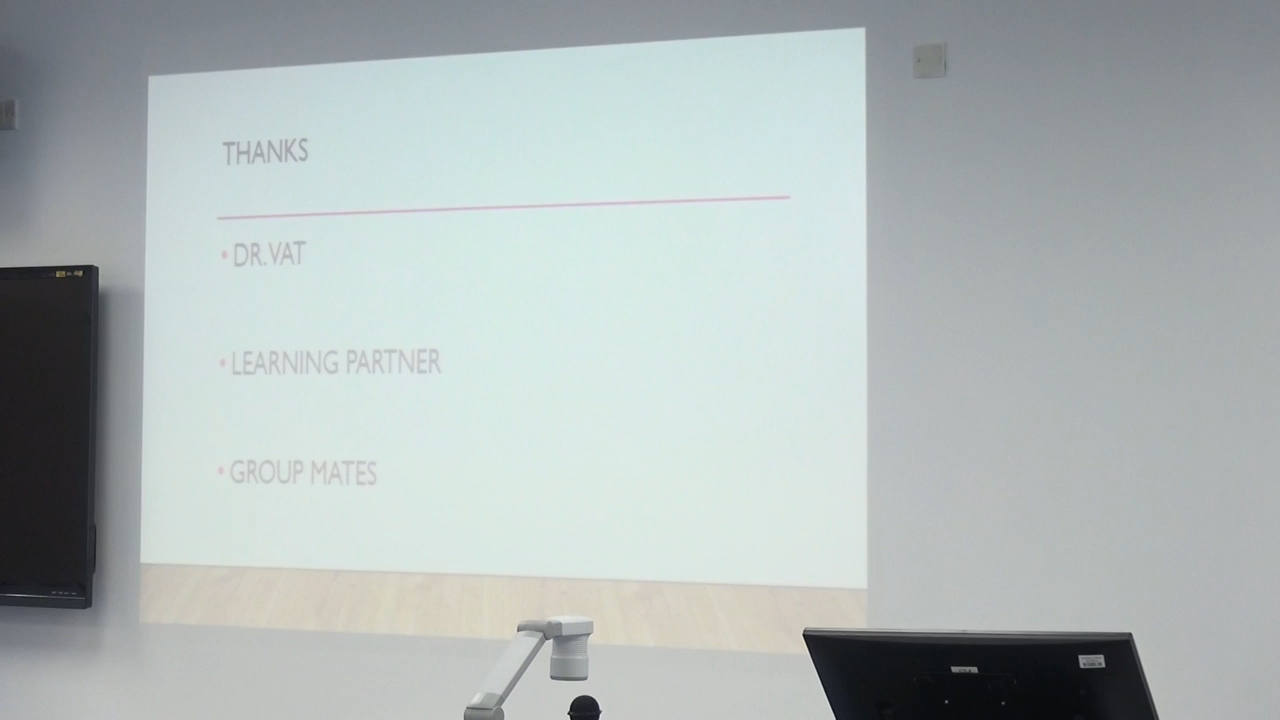 THANKS
• DR. VAT
• LEARNING PARTNER
• GROUP MATES